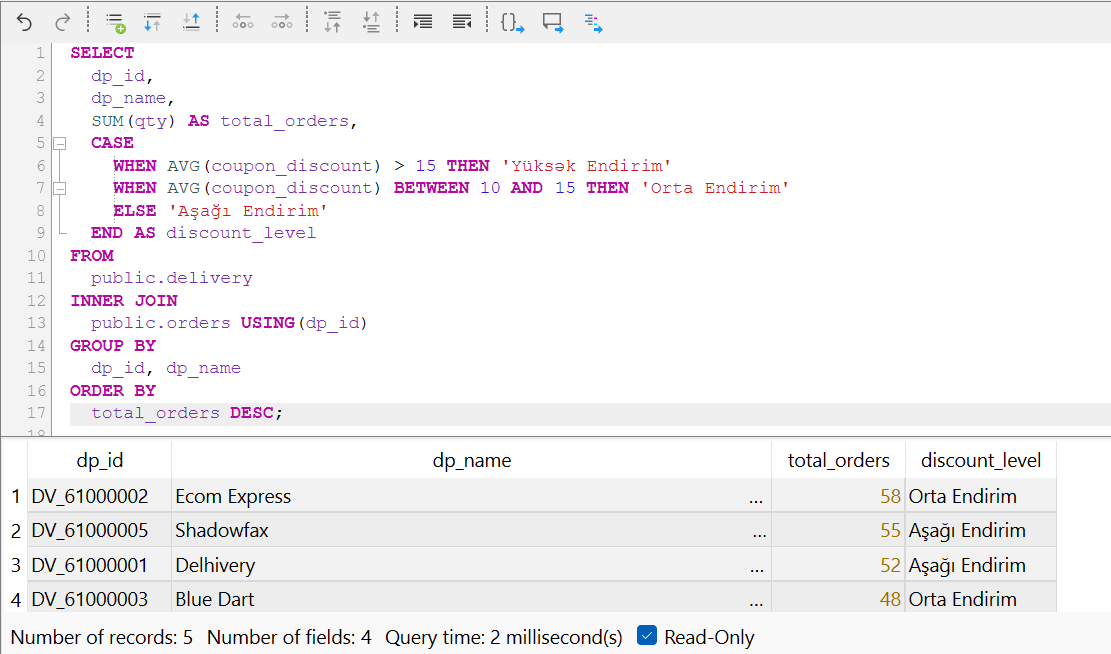 1 SELECT
2 dp_id,
3 dp_name,
4 SUM(qty) AS total_orders,
5 CASE
6 WHEN AVG(coupon_discount) > 15 THEN 'Yüksək Endirim'
7 WHEN AVG(coupon_discount) BETWEEN 10 AND 15 THEN 'Orta Endirim'
8 ELSE 'Aşağı Endirim'
9 END AS discount_level
10 FROM
11 public.delivery
12 INNER JOIN
13 public.orders USING(dp_id)
14 GROUP BY
15 dp_id, dp_name
16 ORDER BY
17 total_orders DESC;
18
dp_id dp_name total_orders discount_level
1 DV_61000002 Ecom Express ... 58 Orta Endirim
2 DV_61000005 Shadowfax ... 55 Aşağı Endirim
3 DV_61000001 Delhivery ... 52 Aşağı Endirim
4 DV_61000003 Blue Dart ... 48 Orta Endirim
Number of records: 5 Number of fields: 4 Query time: 2 millisecond(s) Read-Only